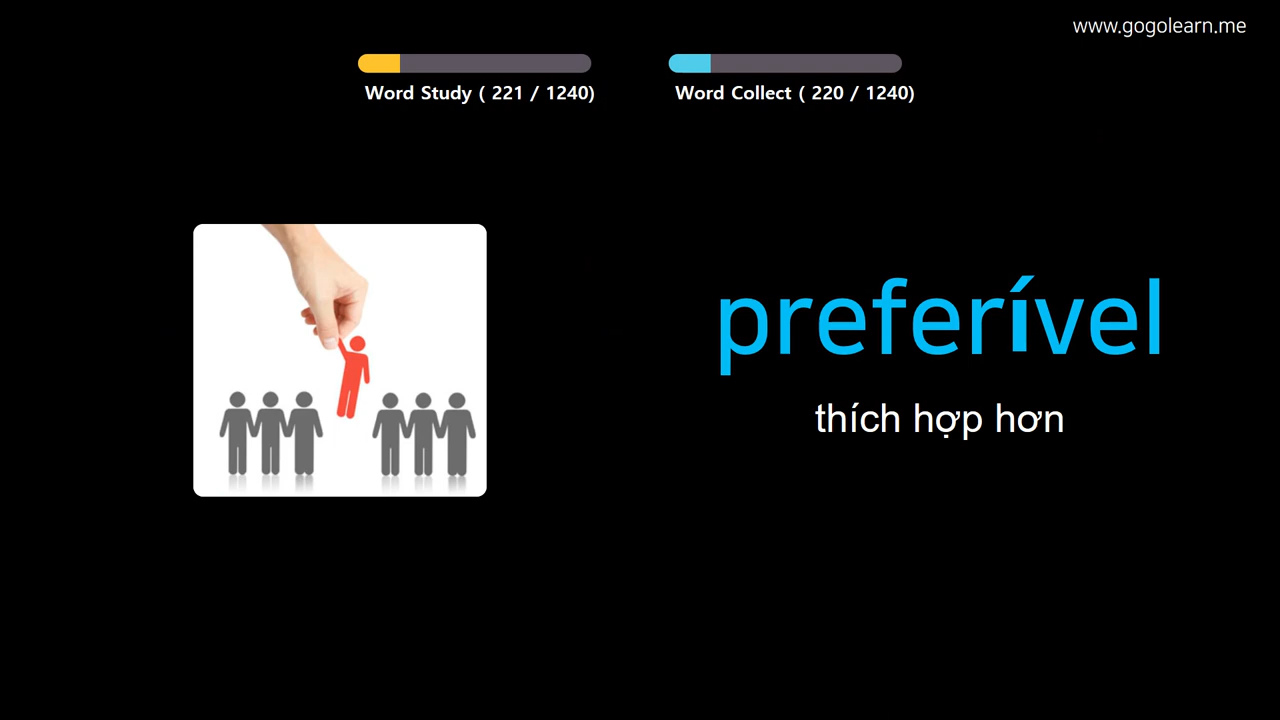 www.gogolearn.me
Word Study ( 221 / 1240)
Word Collect ( 220 / 1240)
preferível
thích hợp hơn